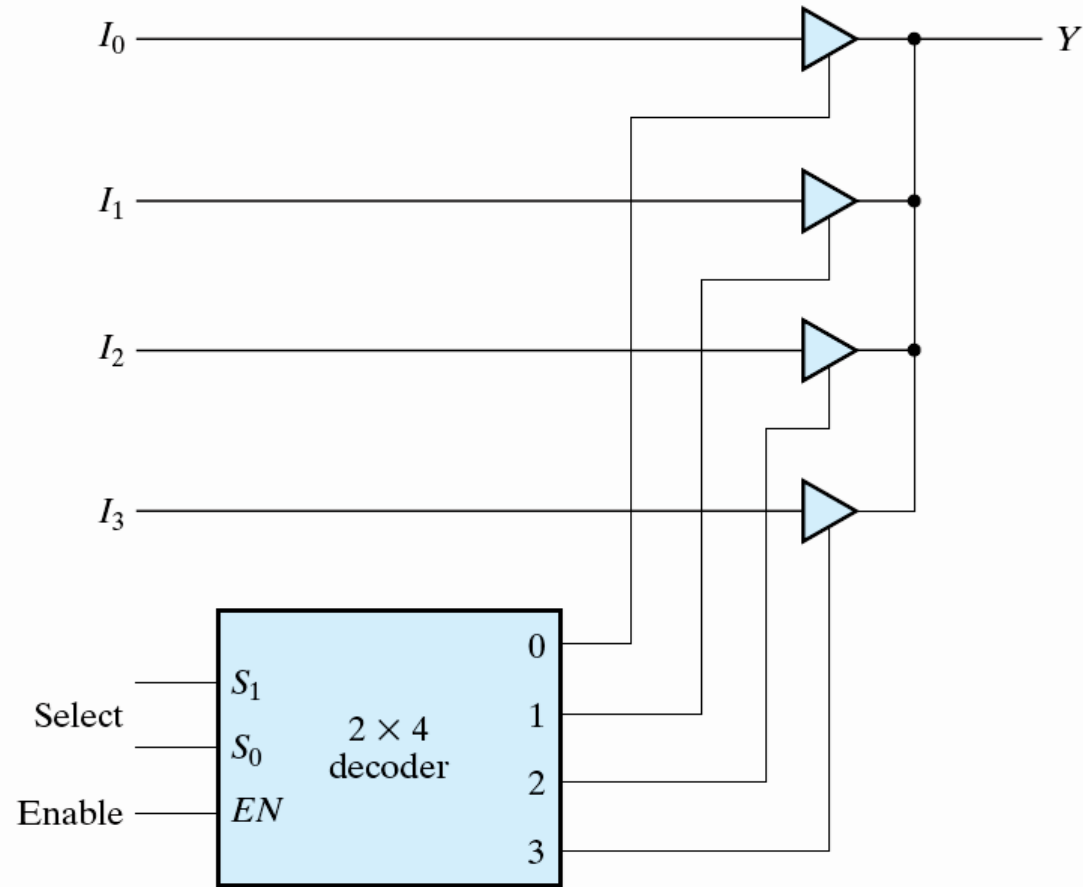 I₀
Y
I₁
I₂
I₃
0
S₁
Select
1
2 × 4
S₀
decoder
2
Enable
EN
3